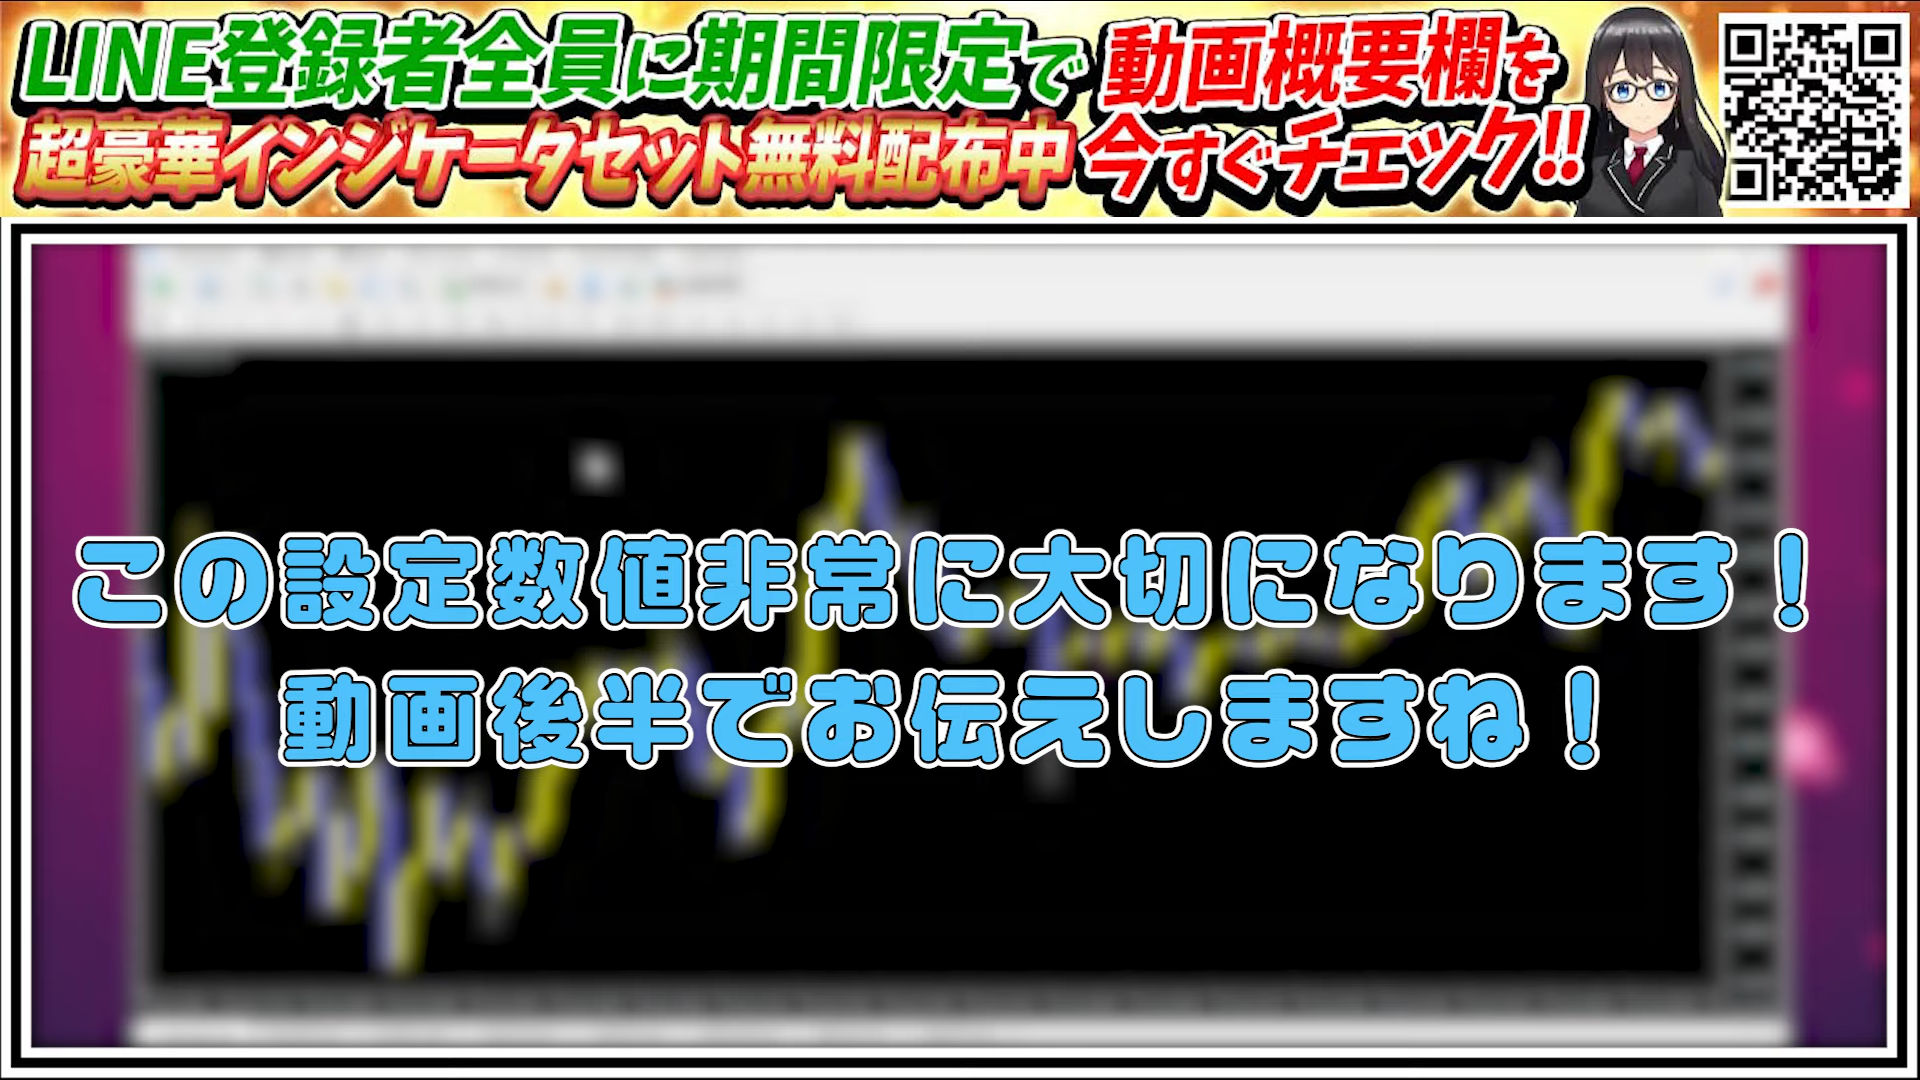 LINE登録者全員に期間限定で
超豪華インジケータセット無料配布中
動画概要欄を
今すぐチェック!!
この設定数値非常に大切になります！
動画後半でお伝えしますね！